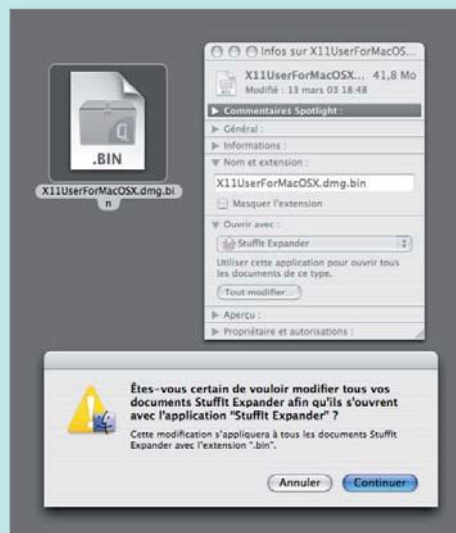 .BIN
X11UserForMacOSX.dmg.bi
n
Infos sur X11UserForMacOS...
X11UserForMacOSX... 41,8 Mo
Modifié : 13 mars 03 18:48
Commentaires Spotlight :
Général :
Informations :
Nom et extension :
X11UserForMacOSX.dmg.bin
Masquer l'extension
Ouvrir avec :
StuffIt Expander
Utiliser cette application pour ouvrir tous
les documents de ce type.
Tout modifier...
Aperçu :
Propriétaire et autorisations :
Êtes-vous certain de vouloir modifier tous vos
documents StuffIt Expander afin qu'ils s'ouvrent
avec l'application "StuffIt Expander" ?
Cette modification s'appliquera à tous les documents StuffIt
Expander avec l'extension ".bin".
Annuler
Continuer